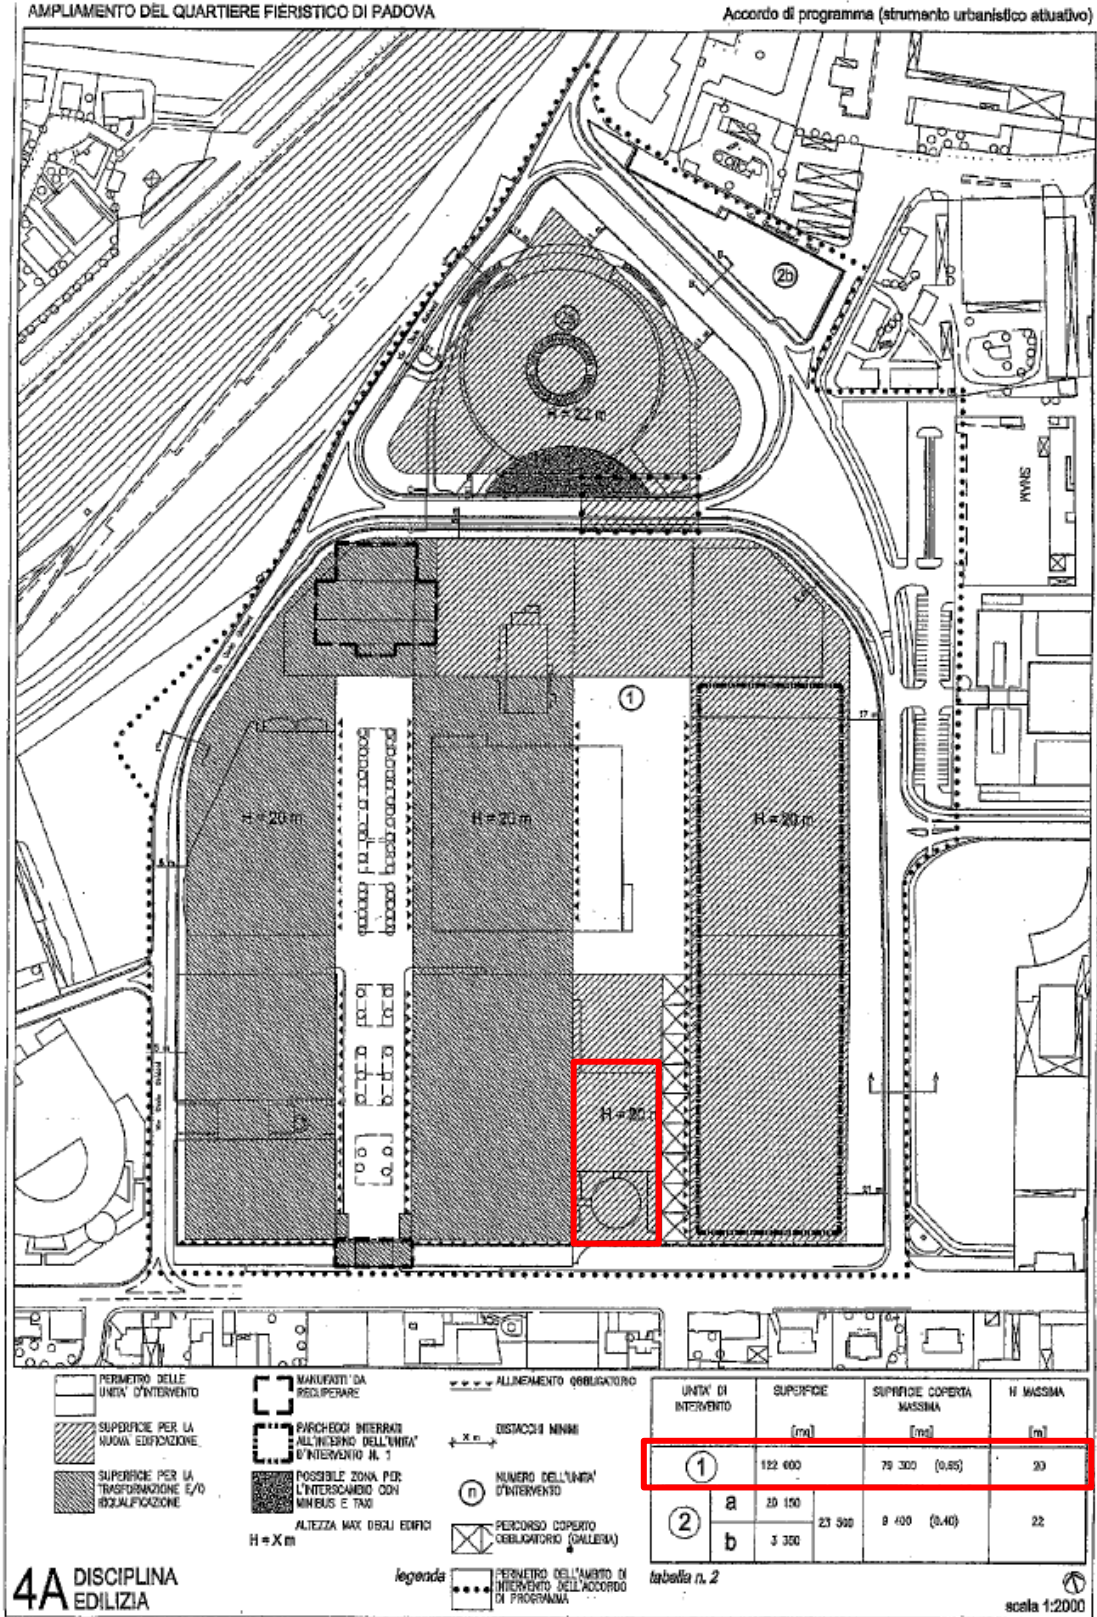 AMPLIAMENTO DEL QUARTIERE FIERISTICO DI PADOVA
Accordo di programma (strumento urbanistico attuativo)
2b
H = 22 m
SNAM
1
17 m
H = 20 m
H = 20 m
H = 20 m
H = 20 m
21 m
PERIMETRO DELLE
UNITA' D'INTERVENTO
SUPERFICIE PER LA
NUOVA EDIFICAZIONE
SUPERFICIE PER LA
TRASFORMAZIONE E/O
RIQUALIFICAZIONE
MANUFATTI DA
RECUPERARE
PARCHEGGI INTERRATI
ALL'INTERNO DELL'UNITA'
D'INTERVENTO N. 1
POSSIBILE ZONA PER
L'INTERSCAMBIO CON
MINIBUS E TAXI
H = X m
ALTEZZA MAX DEGLI EDIFICI
ALLINEAMENTO OBBLIGATORIO
X m
DISTACCHI MINIMI
n
NUMERO DELL'UNITA'
D'INTERVENTO
PERCORSO COPERTO
OBBLIGATORIO (GALLERIA)
legenda
PERIMETRO DELL'AMBITO DI
INTERVENTO DELL'ACCORDO
DI PROGRAMMA
UNITA' DI INTERVENTO
SUPERFICIE [mq]
SUPERFICIE COPERTA MASSIMA [mq]
H MASSIMA [m]
1 122 000 79 300 (0,65) 20
2 a 20 150 23 500 9 400 (0.40) 22
b 3 350
tabella n. 2
4A DISCIPLINA EDILIZIA
scala 1:2000